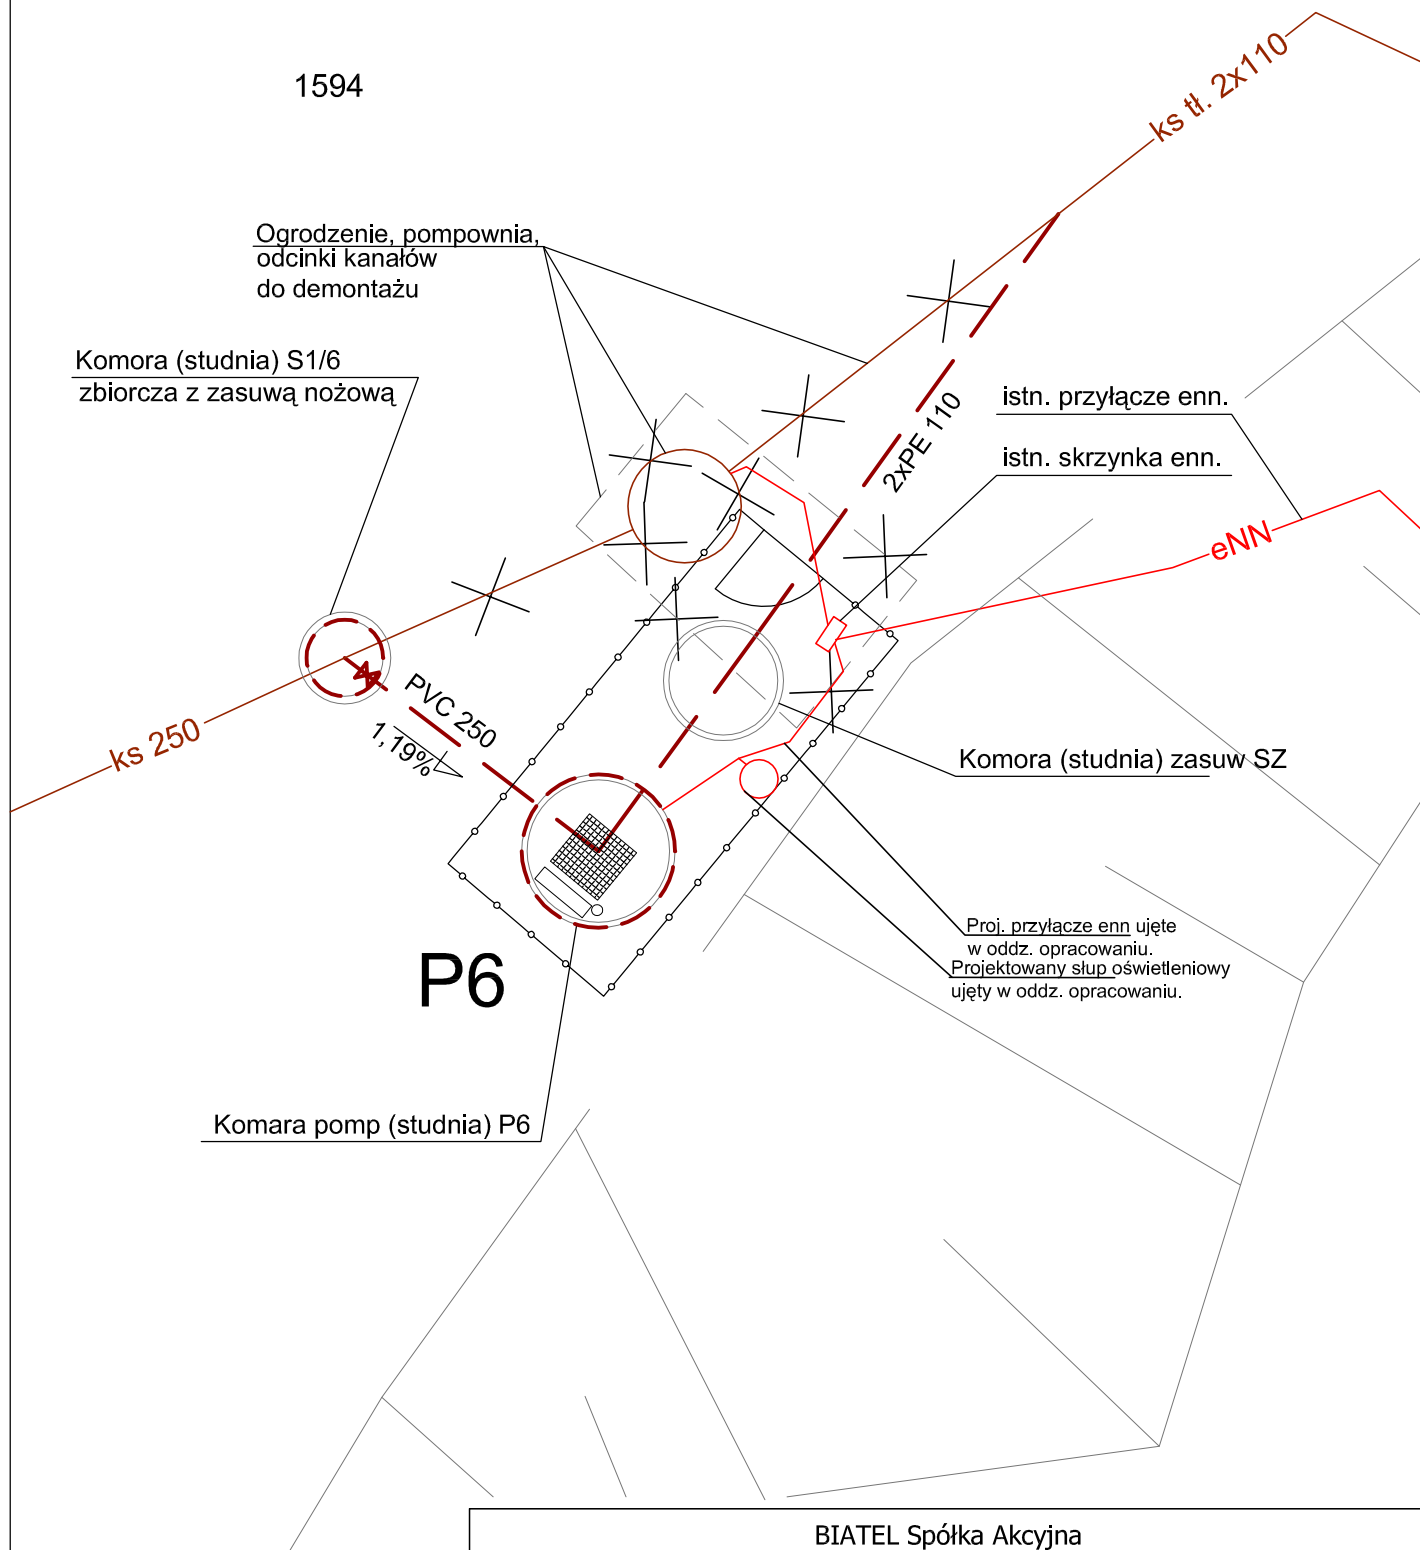 1594
ks tł. 2x110
Ogrodzenie, pompownia,
odcinki kanałów
do demontażu
Komora (studnia) S1/6
zbiorcza z zasuwą nożową
istn. przyłącze enn.
istn. skrzynka enn.
2xPE 110
eNN
PVC 250
1,19%
ks 250
Komora (studnia) zasuw SZ
Proj. przyłącze enn ujęte
w oddz. opracowaniu.
Projektowany słup oświetleniowy
ujęty w oddz. opracowaniu.
P6
Komara pomp (studnia) P6
BIATEL Spółka Akcyjna